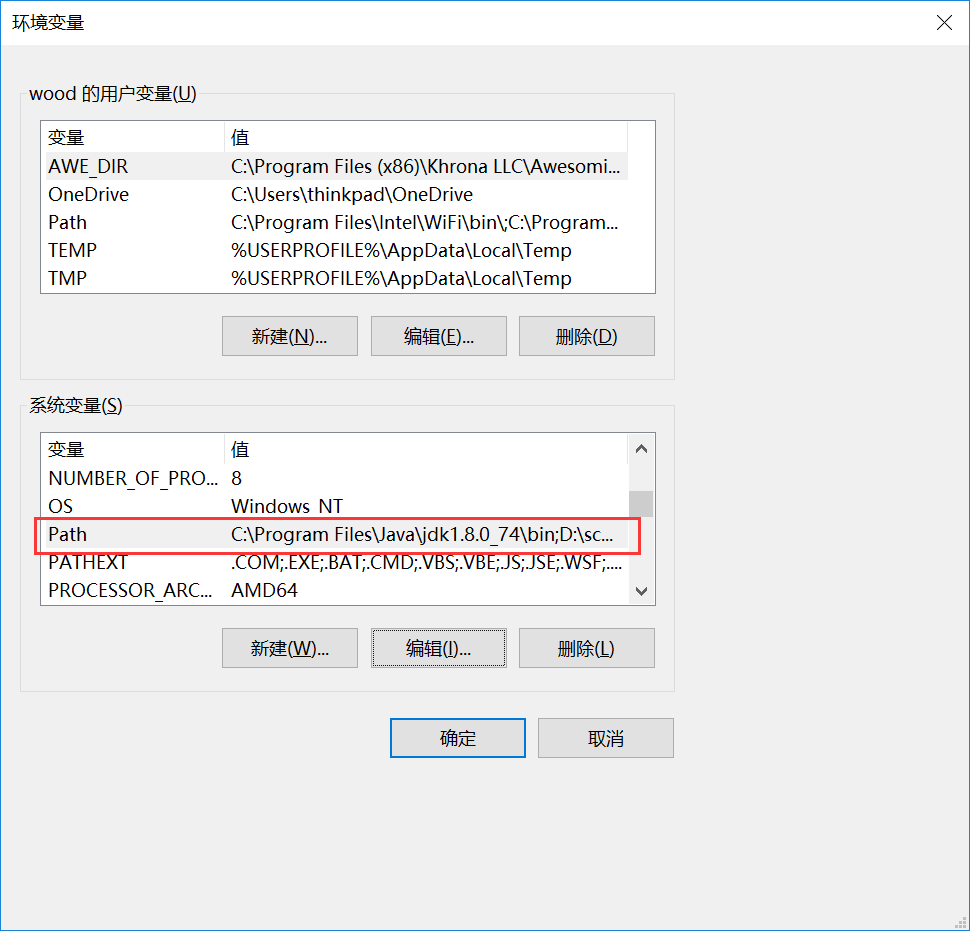 环境变量
wood 的用户变量(U)
变量 值
AWE_DIR C:\Program Files (x86)\Khrona LLC\Awesomi...
OneDrive C:\Users\thinkpad\OneDrive
Path C:\Program Files\Intel\WiFi\bin\;C:\Program...
TEMP %USERPROFILE%\AppData\Local\Temp
TMP %USERPROFILE%\AppData\Local\Temp
新建(N)... 编辑(E)... 删除(D)
系统变量(S)
变量 值
NUMBER_OF_PRO... 8
OS Windows_NT
Path C:\Program Files\Java\jdk1.8.0_74\bin;D:\sc...
PATHEXT .COM;.EXE;.BAT;.CMD;.VBS;.VBE;.JS;.JSE;.WSF;....
PROCESSOR_ARC... AMD64
新建(W)... 编辑(I)... 删除(L)
确定 取消